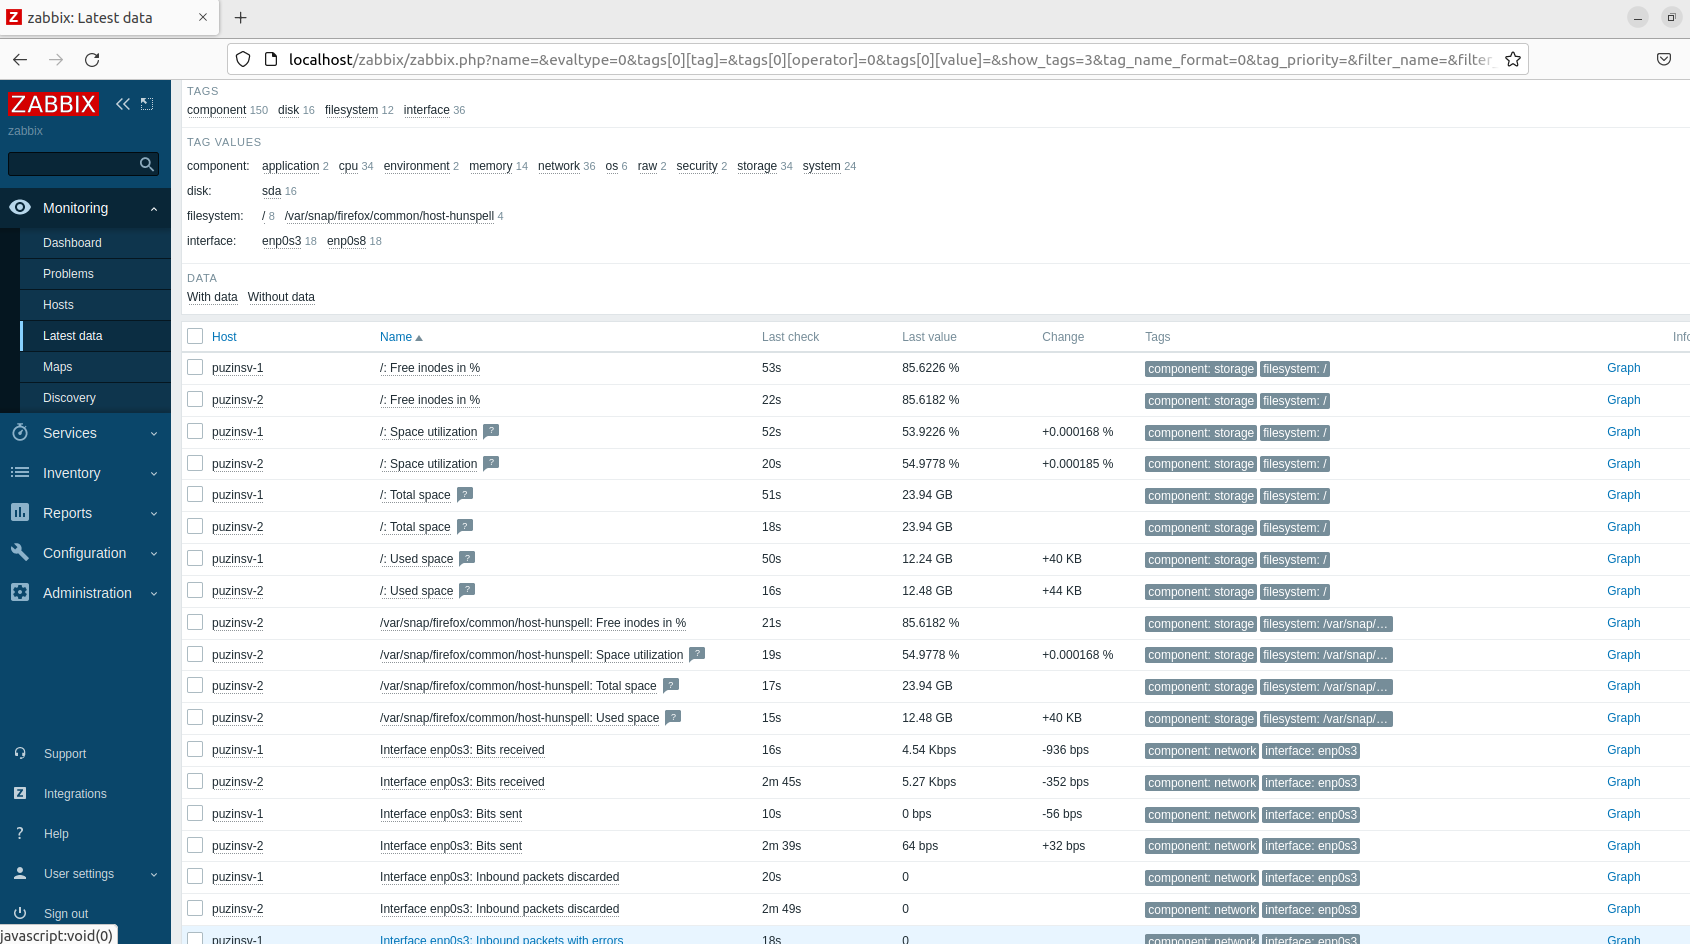 zabbix: Latest data
localhost/zabbix/zabbix.php?name=&evaltype=0&tags[0][tag]=&tags[0][operator]=0&tags[0][value]=&show_tags=3&tag_name_format=0&tag_priority=&filter_name=&filter_
ZABBIX
zabbix
Monitoring
Dashboard
Problems
Hosts
Latest data
Maps
Discovery
Services
Inventory
Reports
Configuration
Administration
Support
Integrations
Help
User settings
Sign out
javascript:void(0)
TAGS
component 150 disk 16 filesystem 12 interface 36
TAG VALUES
component: application 2 cpu 34 environment 2 memory 14 network 36 os 6 raw 2 security 2 storage 34 system 24
disk: sda 16
filesystem: / 8 /var/snap/firefox/common/host-hunspell 4
interface: enp0s3 18 enp0s8 18
DATA
With data Without data
Host Name Last check Last value Change Tags Info
puzinsv-1 /: Free inodes in % 53s 85.6226 % component: storage filesystem: / Graph
puzinsv-2 /: Free inodes in % 22s 85.6182 % component: storage filesystem: / Graph
puzinsv-1 /: Space utilization ? 52s 53.9226 % +0.000168 % component: storage filesystem: / Graph
puzinsv-2 /: Space utilization ? 20s 54.9778 % +0.000185 % component: storage filesystem: / Graph
puzinsv-1 /: Total space ? 51s 23.94 GB component: storage filesystem: / Graph
puzinsv-2 /: Total space ? 18s 23.94 GB component: storage filesystem: / Graph
puzinsv-1 /: Used space ? 50s 12.24 GB +40 KB component: storage filesystem: / Graph
puzinsv-2 /: Used space ? 16s 12.48 GB +44 KB component: storage filesystem: / Graph
puzinsv-2 /var/snap/firefox/common/host-hunspell: Free inodes in % 21s 85.6182 % component: storage filesystem: /var/snap/... Graph
puzinsv-2 /var/snap/firefox/common/host-hunspell: Space utilization ? 19s 54.9778 % +0.000168 % component: storage filesystem: /var/snap/... Graph
puzinsv-2 /var/snap/firefox/common/host-hunspell: Total space ? 17s 23.94 GB component: storage filesystem: /var/snap/... Graph
puzinsv-2 /var/snap/firefox/common/host-hunspell: Used space ? 15s 12.48 GB +40 KB component: storage filesystem: /var/snap/... Graph
puzinsv-1 Interface enp0s3: Bits received 16s 4.54 Kbps -936 bps component: network interface: enp0s3 Graph
puzinsv-2 Interface enp0s3: Bits received 2m 45s 5.27 Kbps -352 bps component: network interface: enp0s3 Graph
puzinsv-1 Interface enp0s3: Bits sent 10s 0 bps -56 bps component: network interface: enp0s3 Graph
puzinsv-2 Interface enp0s3: Bits sent 2m 39s 64 bps +32 bps component: network interface: enp0s3 Graph
puzinsv-1 Interface enp0s3: Inbound packets discarded 20s 0 component: network interface: enp0s3 Graph
puzinsv-2 Interface enp0s3: Inbound packets discarded 2m 49s 0 component: network interface: enp0s3 Graph
puzinsv-1 Interface enp0s3: Inbound packets with errors 18s 0 component: network interface: enp0s3 Graph